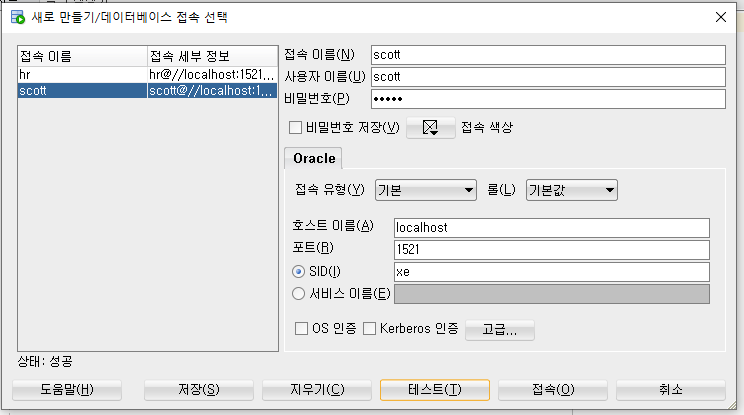 새로 만들기/데이터베이스 접속 선택
접속 이름 접속 세부 정보
hr hr@//localhost:1521,...
scott scott@//localhost:1...
접속 이름(N) scott
사용자 이름(U) scott
비밀번호(P) •••••
비밀번호 저장(V) 접속 색상
Oracle
접속 유형(Y) 기본 롤(L) 기본값
호스트 이름(A) localhost
포트(R) 1521
SID(I) xe
서비스 이름(E)
OS 인증 Kerberos 인증 고급...
상태: 성공
도움말(H) 저장(S) 지우기(C) 테스트(T) 접속(O) 취소